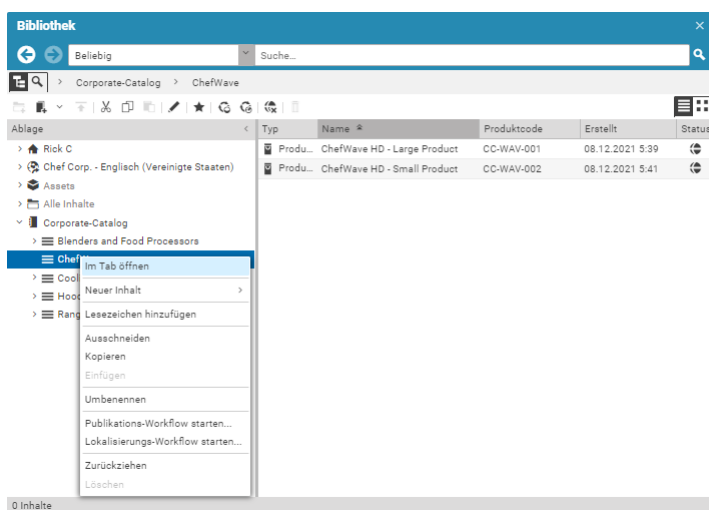 Bibliothek
Beliebig
Suche...
> Corporate-Catalog > ChefWave
Ablage
Typ Name Produktcode Erstellt Status
Rick C
Chef Corp. - Englisch (Vereinigte Staaten)
Assets
Alle Inhalte
Corporate-Catalog
Blenders and Food Processors
Chef
Cool
Hood
Rang
Im Tab öffnen
Neuer Inhalt >
Lesezeichen hinzufügen
Ausschneiden
Kopieren
Einfügen
Umbenennen
Publikations-Workflow starten...
Lokalisierungs-Workflow starten...
Zurückziehen
Löschen
Produ... ChefWave HD - Large Product CC-WAV-001 08.12.2021 5:39
Produ... ChefWave HD - Small Product CC-WAV-002 08.12.2021 5:41
0 Inhalte